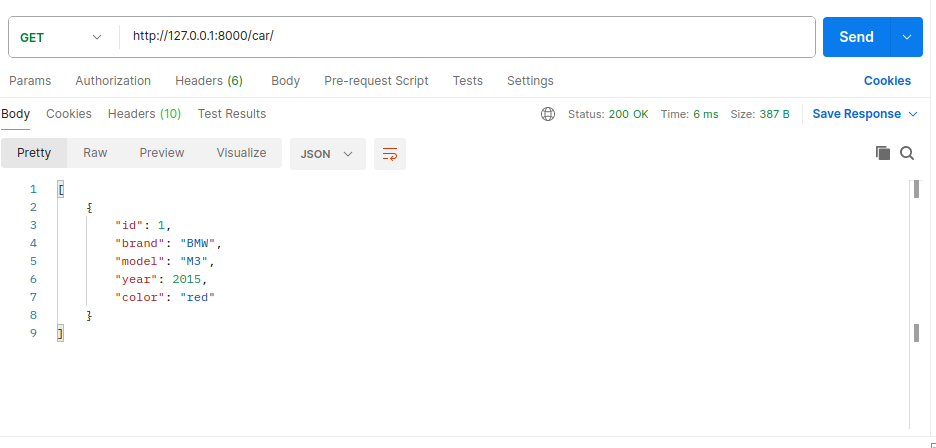 GET http://127.0.0.1:8000/car/ Send
Params Authorization Headers (6) Body Pre-request Script Tests Settings Cookies
Body Cookies Headers (10) Test Results Status: 200 OK Time: 6 ms Size: 387 B Save Response
Pretty Raw Preview Visualize JSON
1 [
2 {
3 "id": 1,
4 "brand": "BMW",
5 "model": "M3",
6 "year": 2015,
7 "color": "red"
8 }
9 ]